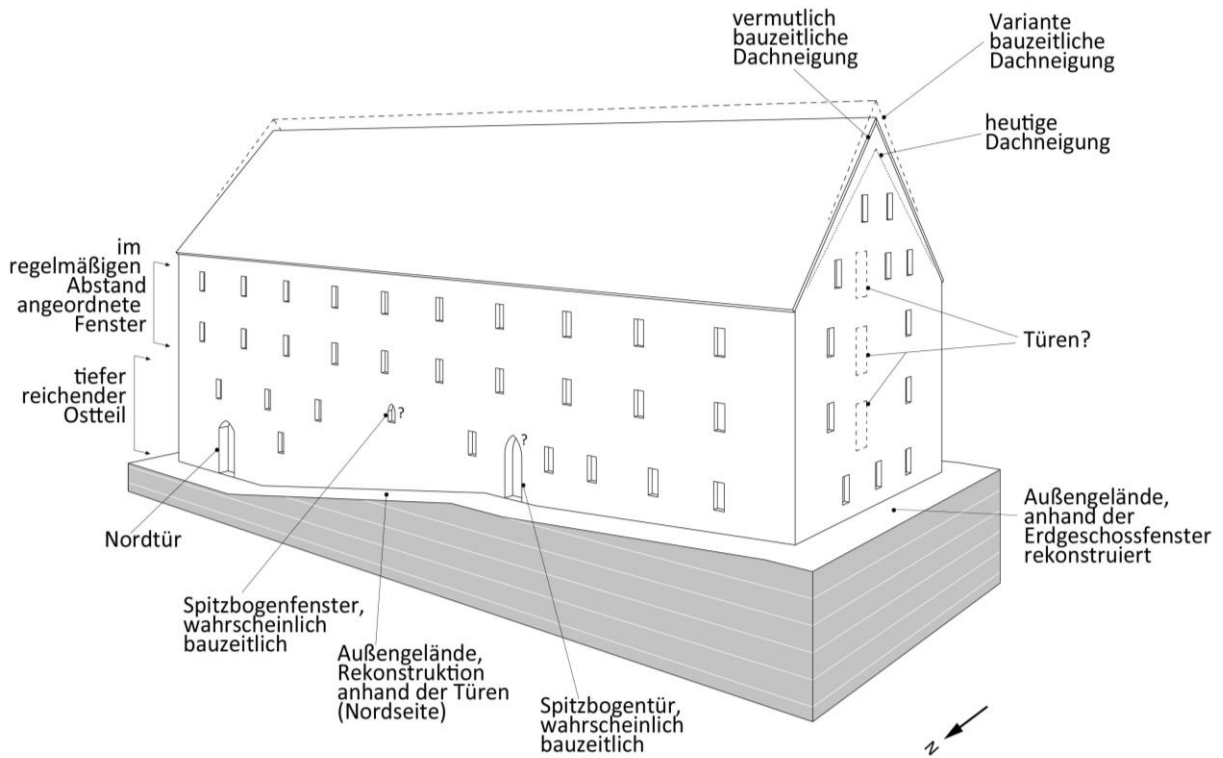 vermutlich
bauzeitliche
Dachneigung
Variante
bauzeitliche
Dachneigung
heutige
Dachneigung
im
regelmäßigen
Abstand
angeordnete
Fenster
tiefer
reichender
Ostteil
Türen?
?
?
Nordtür
Spitzbogenfenster,
wahrscheinlich
bauzeitlich
Außengelände,
Rekonstruktion
anhand der Türen
(Nordseite)
Spitzbogentür,
wahrscheinlich
bauzeitlich
Außengelände,
anhand der
Erdgeschossfenster
rekonstruiert
N